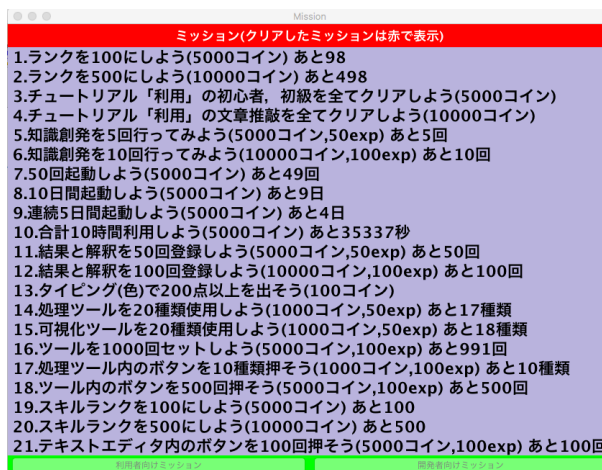 Mission
ミッション(クリアしたミッションは赤で表示)
1.ランクを100にしよう(5000コイン) あと98
2.ランクを500にしよう(10000コイン) あと498
3.チュートリアル「利用」の初心者，初級を全てクリアしよう(5000コイン)
4.チュートリアル「利用」の文章推敲を全てクリアしよう(10000コイン)
5.知識創発を5回行ってみよう(5000コイン,50exp) あと5回
6.知識創発を10回行ってみよう(10000コイン,100exp) あと10回
7.50回起動しよう(5000コイン) あと49回
8.10日間起動しよう(5000コイン) あと9日
9.連続5日間起動しよう(5000コイン) あと4日
10.合計10時間利用しよう(5000コイン) あと35337秒
11.結果と解釈を50回登録しよう(5000コイン,50exp) あと50回
12.結果と解釈を100回登録しよう(10000コイン,100exp) あと100回
13.タイピング(色)で200点以上を出そう(100コイン)
14.処理ツールを20種類使用しよう(1000コイン,50exp) あと17種類
15.可視化ツールを20種類使用しよう(1000コイン,50exp) あと18種類
16.ツールを1000回セットしよう(5000コイン,100exp) あと991回
17.処理ツール内のボタンを10種類押そう(1000コイン,100exp) あと10種類
18.ツール内のボタンを500回押そう(5000コイン,100exp) あと500回
19.スキルランクを100にしよう(5000コイン) あと100
20.スキルランクを500にしよう(10000コイン) あと500
21.テキストエディタ内のボタンを100回押そう(5000コイン,100exp) あと100回
利用者向けミッション
開発者向けミッション